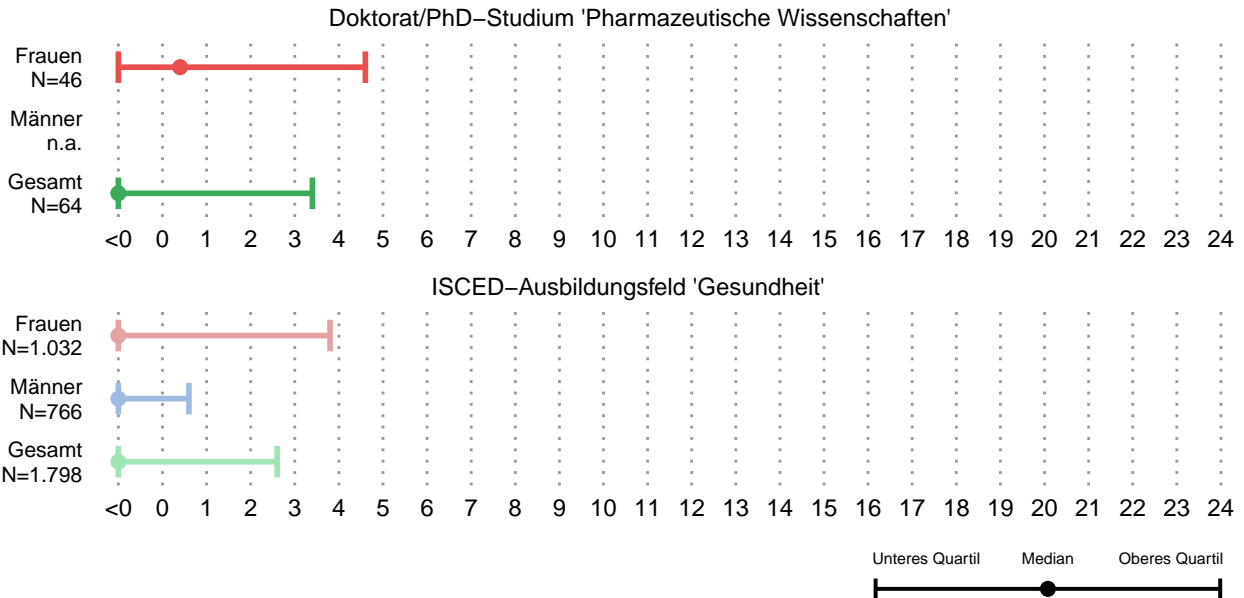 Doktorat/PhD−Studium 'Pharmazeutische Wissenschaften'
Frauen
N=46
Männer
n.a.
Gesamt
N=64
<0 0 1 2 3 4 5 6 7 8 9 10 11 12 13 14 15 16 17 18 19 20 21 22 23 24
ISCED−Ausbildungsfeld 'Gesundheit'
Frauen
N=1.032
Männer
N=766
Gesamt
N=1.798
<0 0 1 2 3 4 5 6 7 8 9 10 11 12 13 14 15 16 17 18 19 20 21 22 23 24
Unteres Quartil Median Oberes Quartil